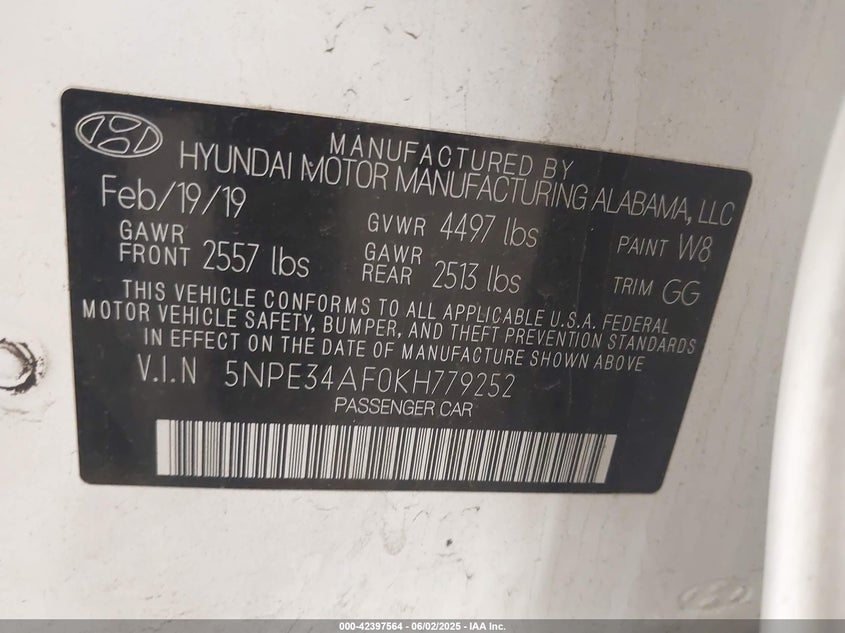 MANUFACTURED BY
HYUNDAI MOTOR MANUFACTURING ALABAMA, LLC
Feb/19/19
GVWR 4497 lbs
PAINT W8
GAWR FRONT 2557 lbs
GAWR REAR 2513 lbs
TRIM GG
THIS VEHICLE CONFORMS TO ALL APPLICABLE U.S.A. FEDERAL
MOTOR VEHICLE SAFETY, BUMPER, AND THEFT PREVENTION STANDARDS
IN EFFECT ON THE DATE OF MANUFACTURE SHOWN ABOVE
V.I.N 5NPE34AF0KH779252
PASSENGER CAR
000-42397564 - 06/02/2025 - IAA Inc.